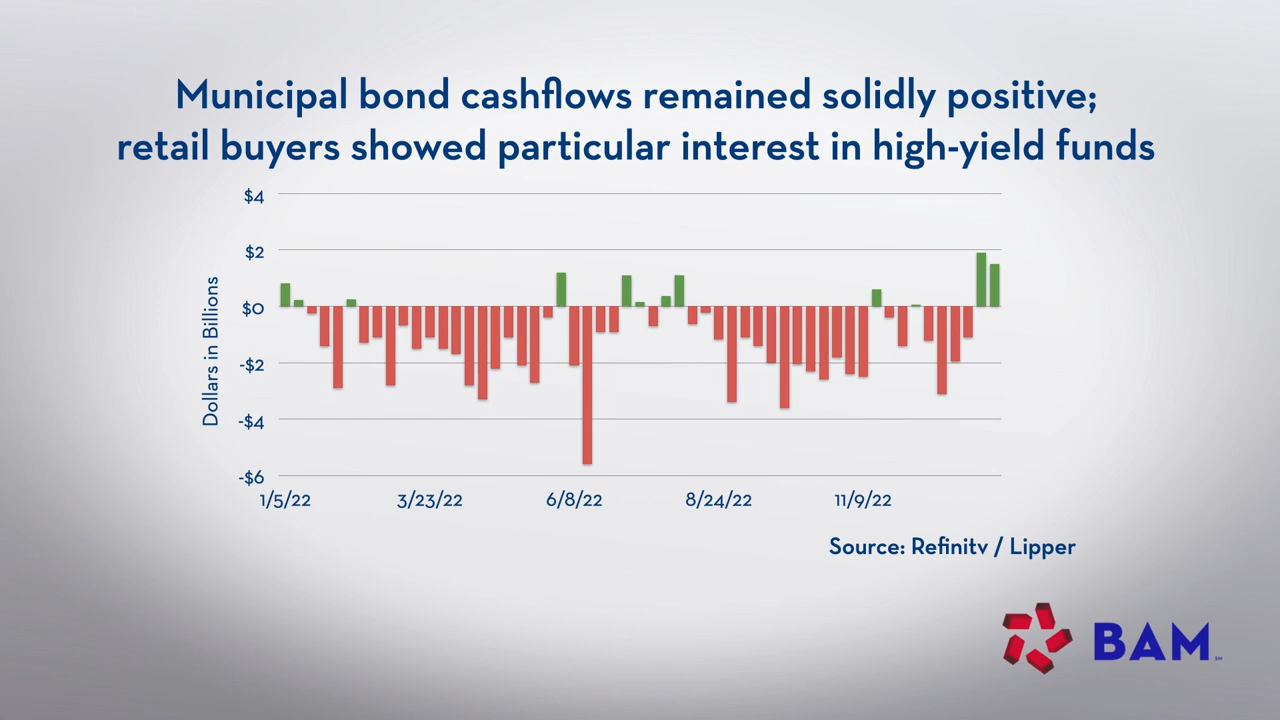 Municipal bond cashflows remained solidly positive;
retail buyers showed particular interest in high-yield funds
Dollars in Billions
$4
$2
$0
-$2
-$4
-$6
1/5/22 3/23/22 6/8/22 8/24/22 11/9/22
Source: Refinitv / Lipper
BAM SM